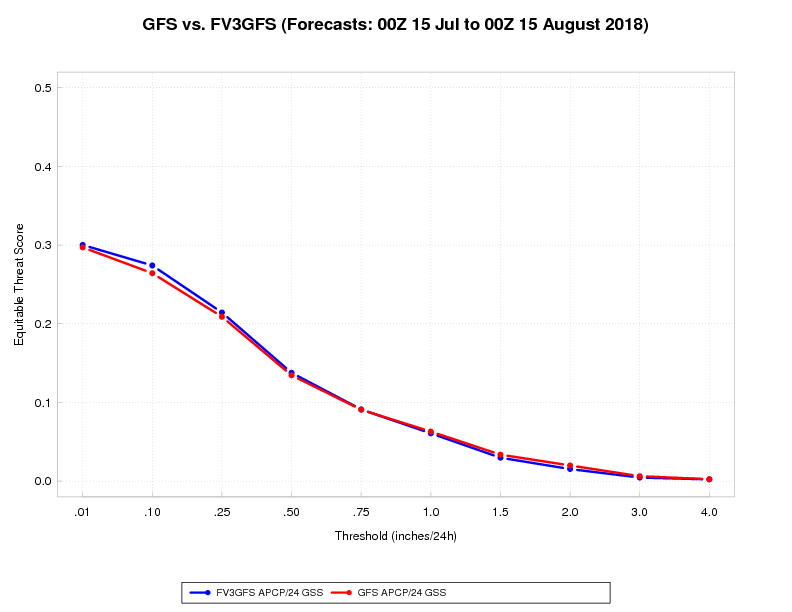 GFS vs. FV3GFS (Forecasts: 00Z 15 Jul to 00Z 15 August 2018)
0.5
0.4
0.3
0.2
0.1
0.0
Equitable Threat Score
.01 .10 .25 .50 .75 1.0 1.5 2.0 3.0 4.0
Threshold (inches/24h)
FV3GFS APCP/24 GSS GFS APCP/24 GSS